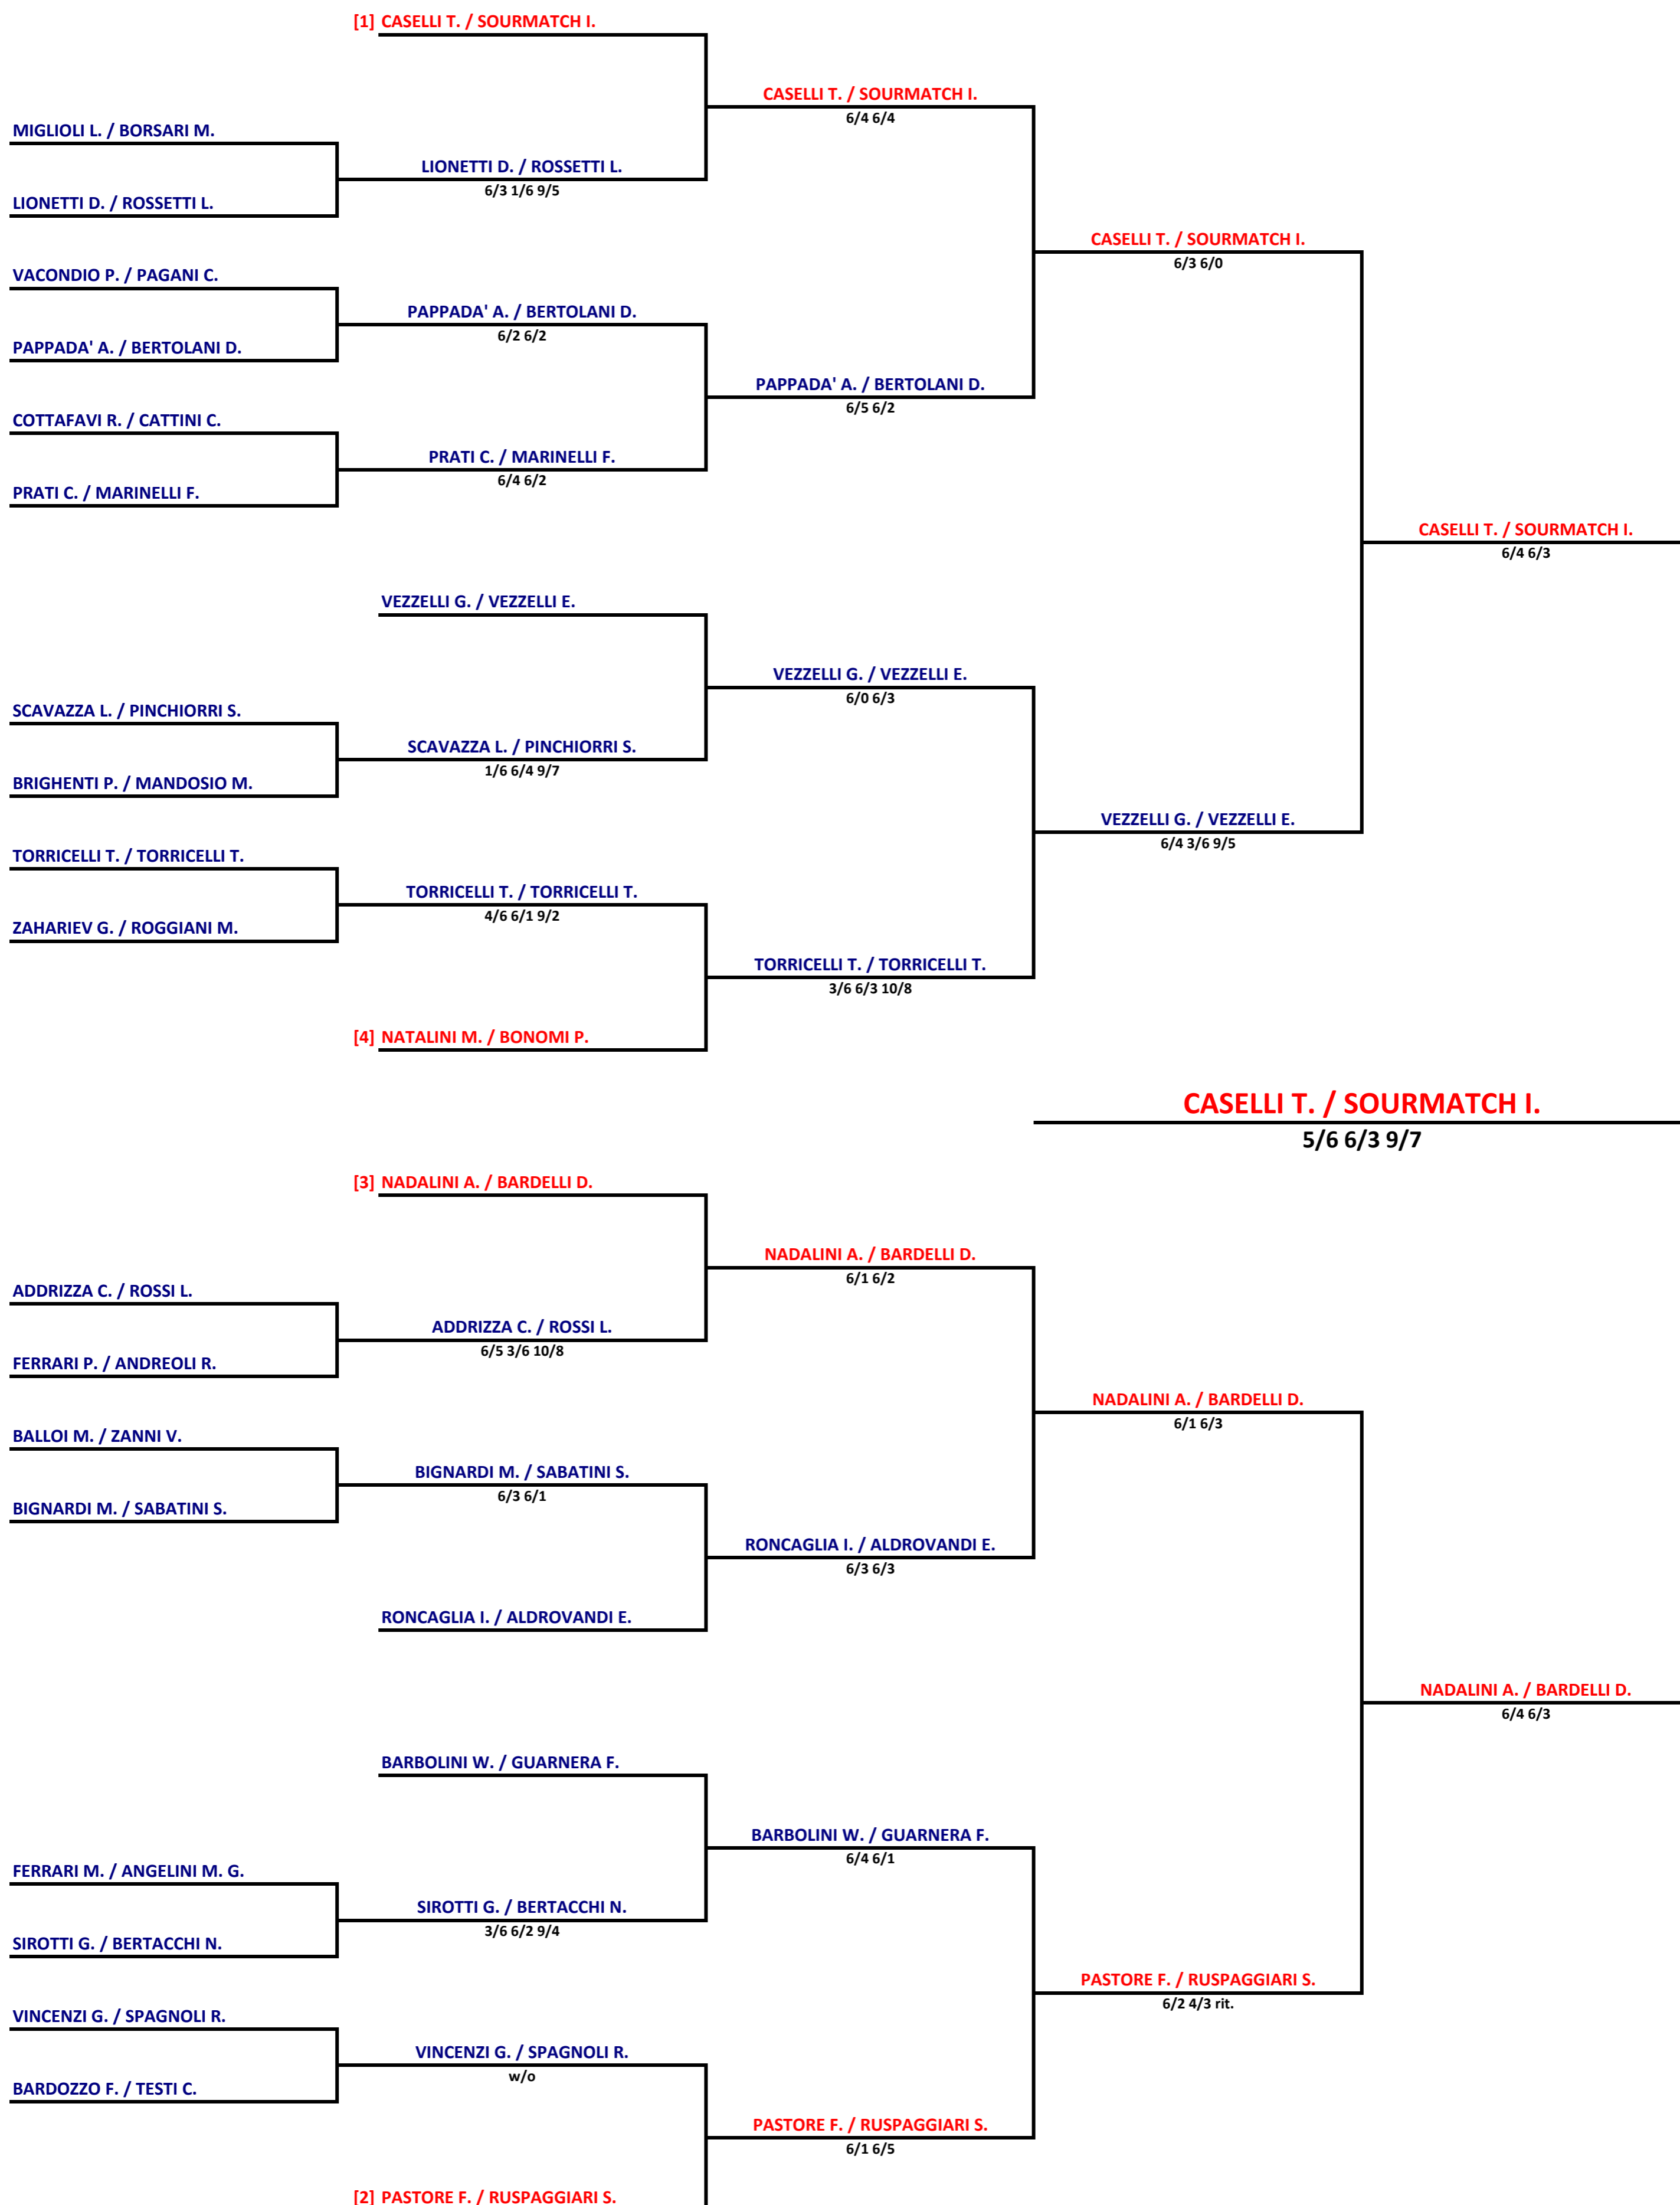 [1] CASELLI T. / SOURMATCH I.
CASELLI T. / SOURMATCH I.
6/4 6/4
MIGLIOLI L. / BORSARI M.
LIONETTI D. / ROSSETTI L.
6/3 1/6 9/5
LIONETTI D. / ROSSETTI L.
CASELLI T. / SOURMATCH I.
6/3 6/0
VACONDIO P. / PAGANI C.
PAPPADA' A. / BERTOLANI D.
6/2 6/2
PAPPADA' A. / BERTOLANI D.
PAPPADA' A. / BERTOLANI D.
6/5 6/2
COTTAFAVI R. / CATTINI C.
PRATI C. / MARINELLI F.
6/4 6/2
PRATI C. / MARINELLI F.
CASELLI T. / SOURMATCH I.
6/4 6/3
VEZZELLI G. / VEZZELLI E.
VEZZELLI G. / VEZZELLI E.
6/0 6/3
SCAVAZZA L. / PINCHIORRI S.
SCAVAZZA L. / PINCHIORRI S.
1/6 6/4 9/7
BRIGHENTI P. / MANDOSIO M.
VEZZELLI G. / VEZZELLI E.
6/4 3/6 9/5
TORRICELLI T. / TORRICELLI T.
TORRICELLI T. / TORRICELLI T.
4/6 6/1 9/2
ZAHARIEV G. / ROGGIANI M.
TORRICELLI T. / TORRICELLI T.
3/6 6/3 10/8
[4] NATALINI M. / BONOMI P.
CASELLI T. / SOURMATCH I.
5/6 6/3 9/7
[3] NADALINI A. / BARDELLI D.
NADALINI A. / BARDELLI D.
6/1 6/2
ADDRIZZA C. / ROSSI L.
ADDRIZZA C. / ROSSI L.
6/5 3/6 10/8
FERRARI P. / ANDREOLI R.
NADALINI A. / BARDELLI D.
6/1 6/3
BALLOI M. / ZANNI V.
BIGNARDI M. / SABATINI S.
6/3 6/1
BIGNARDI M. / SABATINI S.
RONCAGLIA I. / ALDROVANDI E.
6/3 6/3
RONCAGLIA I. / ALDROVANDI E.
NADALINI A. / BARDELLI D.
6/4 6/3
BARBOLINI W. / GUARNERA F.
BARBOLINI W. / GUARNERA F.
6/4 6/1
FERRARI M. / ANGELINI M. G.
SIROTTI G. / BERTACCHI N.
3/6 6/2 9/4
SIROTTI G. / BERTACCHI N.
PASTORE F. / RUSPAGGIARI S.
6/2 4/3 rit.
VINCENZI G. / SPAGNOLI R.
VINCENZI G. / SPAGNOLI R.
w/o
BARDOZZO F. / TESTI C.
PASTORE F. / RUSPAGGIARI S.
6/1 6/5
[2] PASTORE F. / RUSPAGGIARI S.